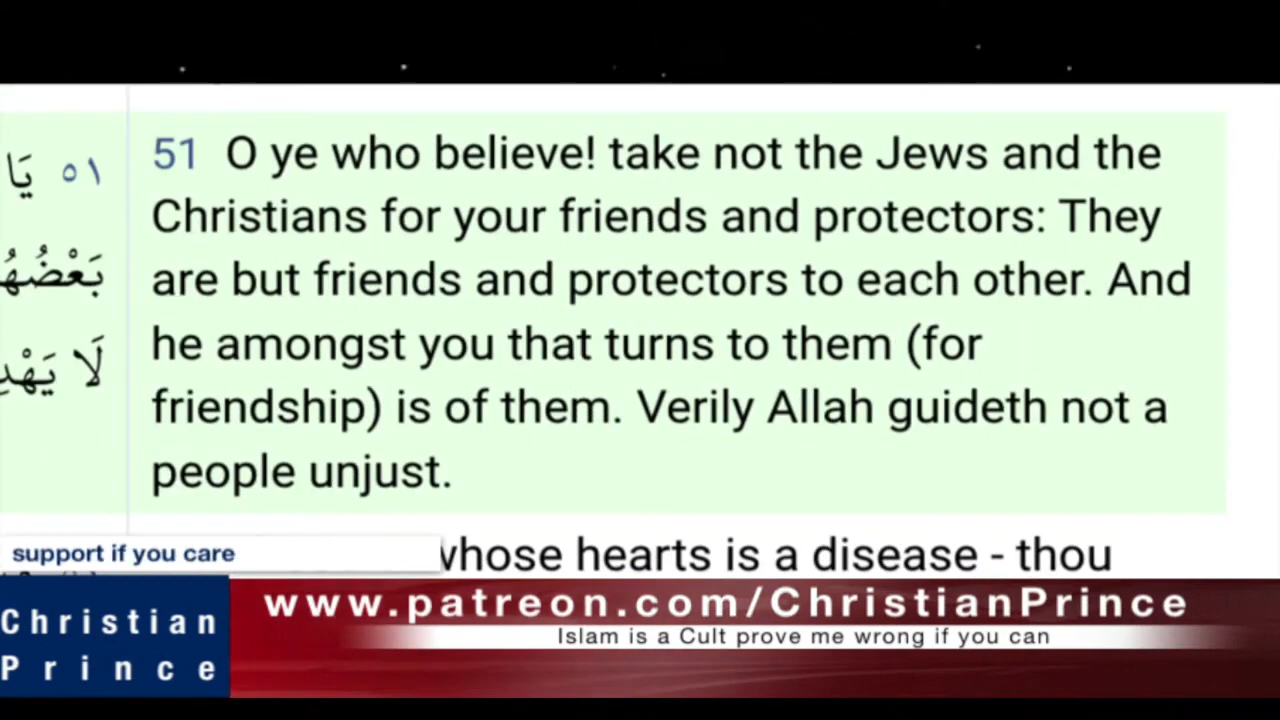 ٥١ يَا
51 O ye who believe! take not the Jews and the
Christians for your friends and protectors: They
بَعْضُهُ
are but friends and protectors to each other. And
لَا يَهْدِ
he amongst you that turns to them (for
friendship) is of them. Verily Allah guideth not a
people unjust.
whose hearts is a disease - thou
support if you care
Christian
Prince
www.patreon.com/ChristianPrince
Islam is a Cult prove me wrong if you can